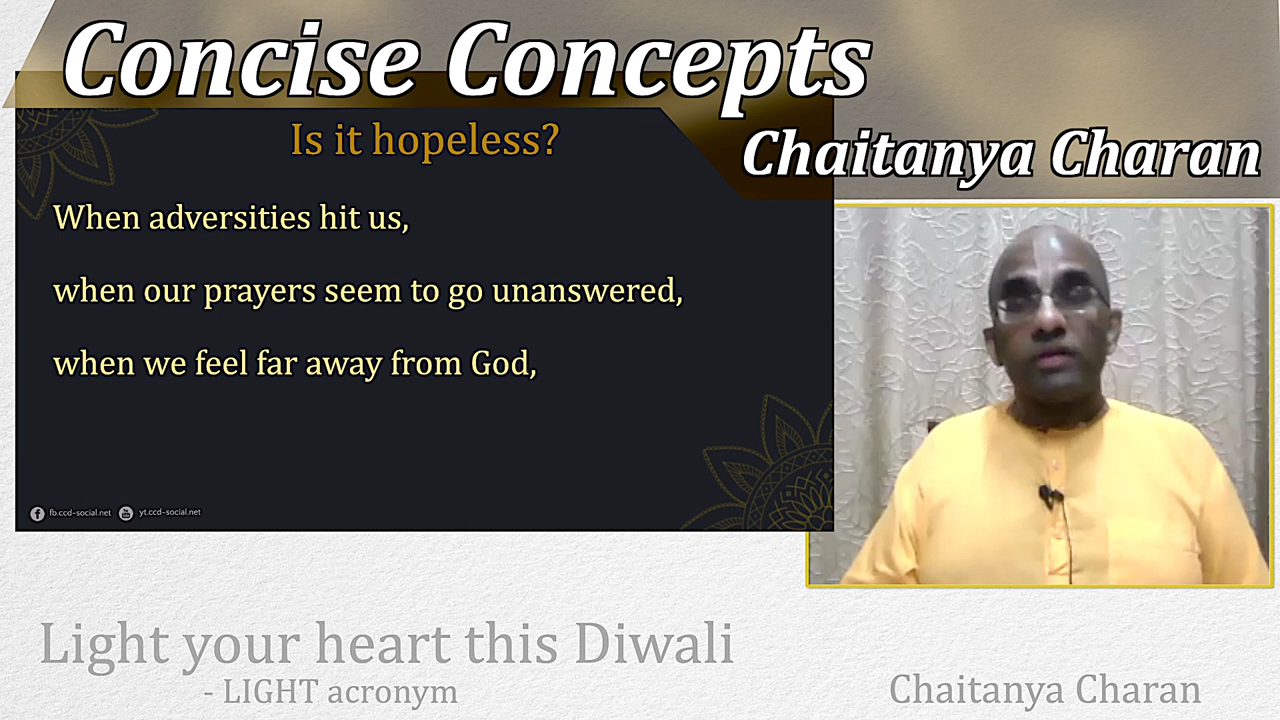 Concise Concepts
Chaitanya Charan
Is it hopeless?
When adversities hit us,
when our prayers seem to go unanswered,
when we feel far away from God,
fb.ccd-social.net
yt.ccd-social.net
Light your heart this Diwali
- LIGHT acronym
Chaitanya Charan